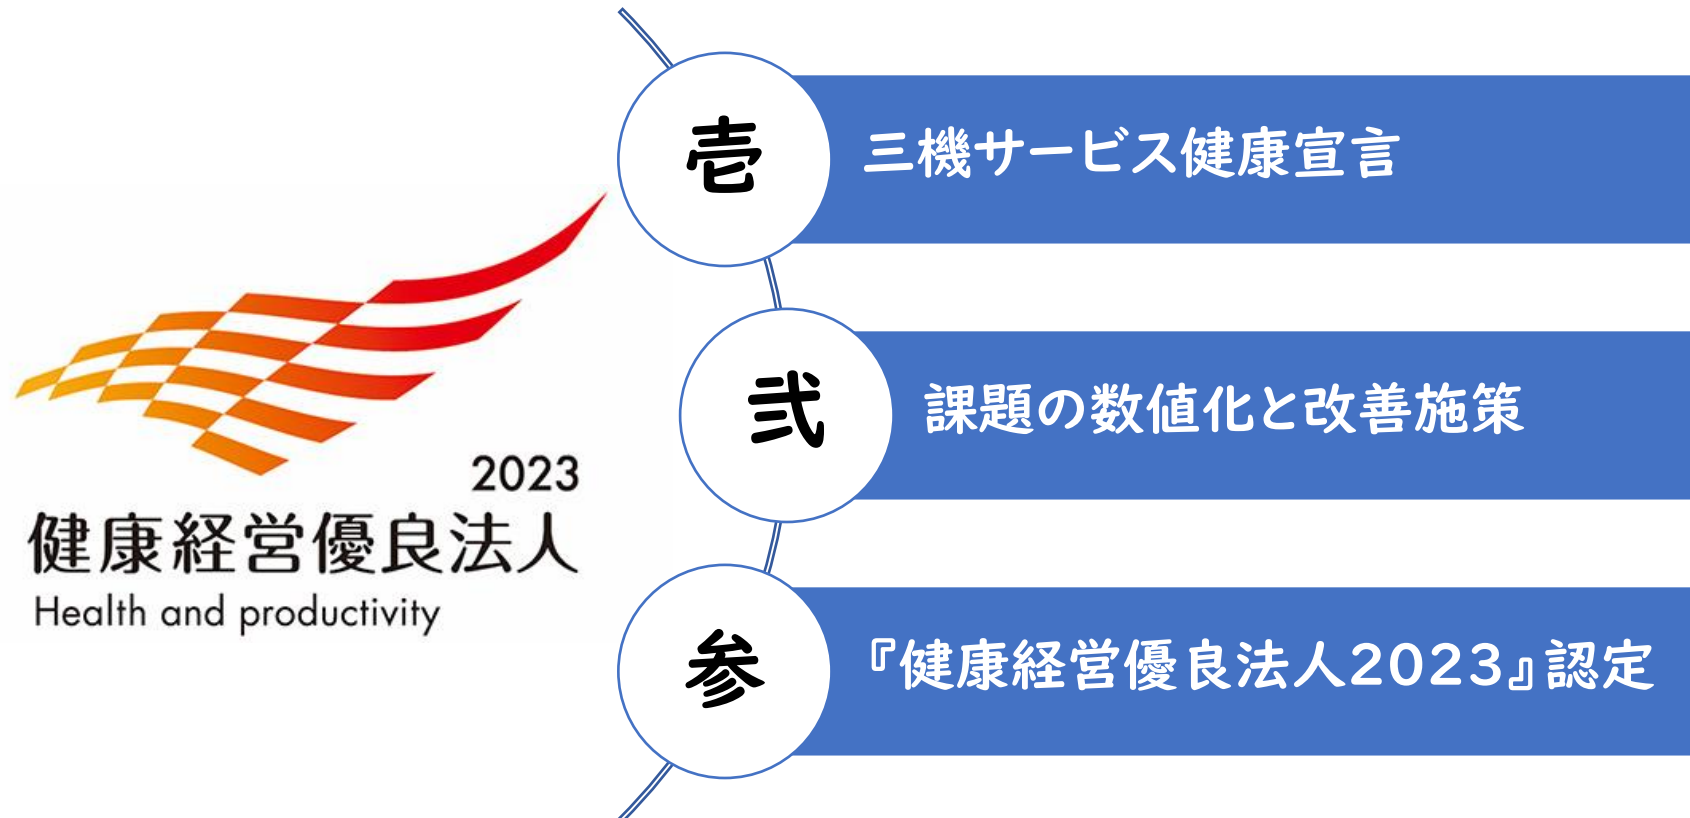 2023
健康経営優良法人
Health and productivity
壱
三機サービス健康宣言
弐
課題の数値化と改善施策
参
『健康経営優良法人2023』認定